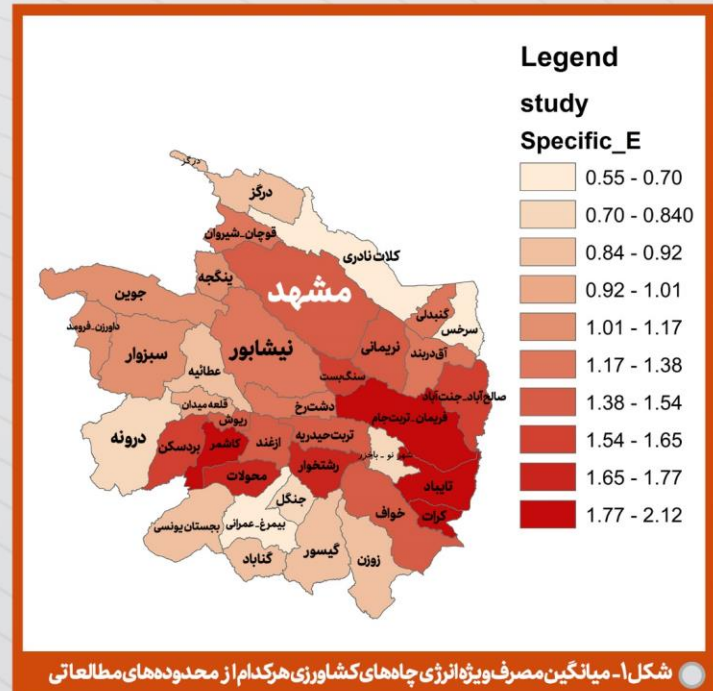 Legend
study
Specific_E
0.55 - 0.70
0.70 - 0.840
0.84 - 0.92
0.92 - 1.01
1.01 - 1.17
1.17 - 1.38
1.38 - 1.54
1.54 - 1.65
1.65 - 1.77
1.77 - 2.12
درگز
درگز
قوچان_شیروان
کلات نادری
ینگجه
مشهد
جوین
گنبدلی
سرخس
داورزن_فرومد
نیشابور
نریمانی
آق‌دربند
سبزوار
عطائیه
سنگ‌بست
صالح‌آباد_جنت‌آباد
قلعه‌میدان
دشت‌رخ
فریمان_تربت‌جام
درونه
ریوش
بردسکن
کاشمر
ازغند
تربت‌حیدریه
شهر نو _ باخزر
محولات
رشتخوار
تایباد
جنگل
خواف
کرات
بجستان یونسی
بیمرغ_عمرانی
گناباد
گیسور
زوزن
شکل۱_ میانگین مصرف ویژه انرژی چاه‌های کشاورزی هرکدام از محدوده‌های مطالعاتی